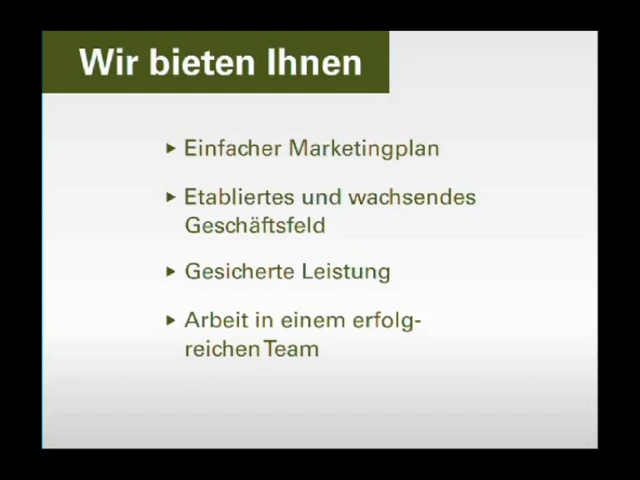 Wir bieten Ihnen
▸ Einfacher Marketingplan
▸ Etabliertes und wachsendes
Geschäftsfeld
▸ Gesicherte Leistung
▸ Arbeit in einem erfolg-
reichen Team